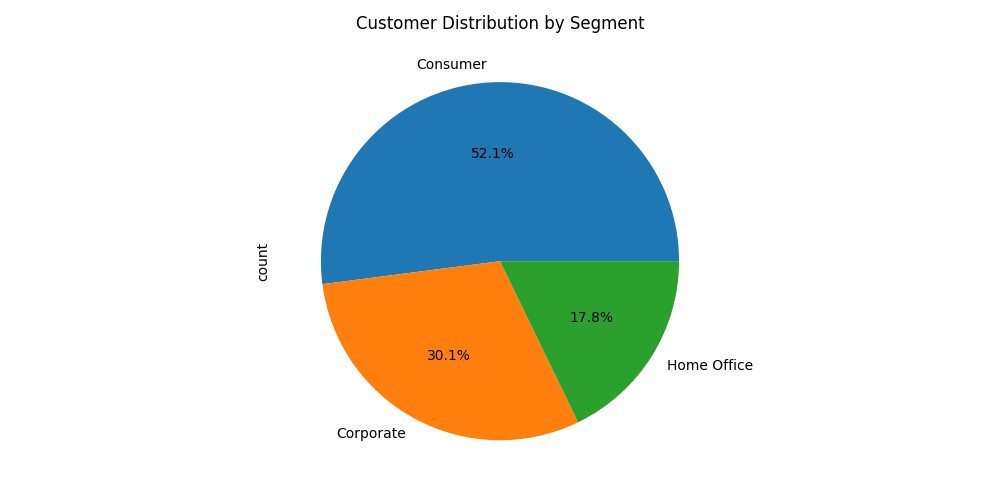 Customer Distribution by Segment
Consumer
52.1%
count
17.8%
30.1%
Home Office
Corporate